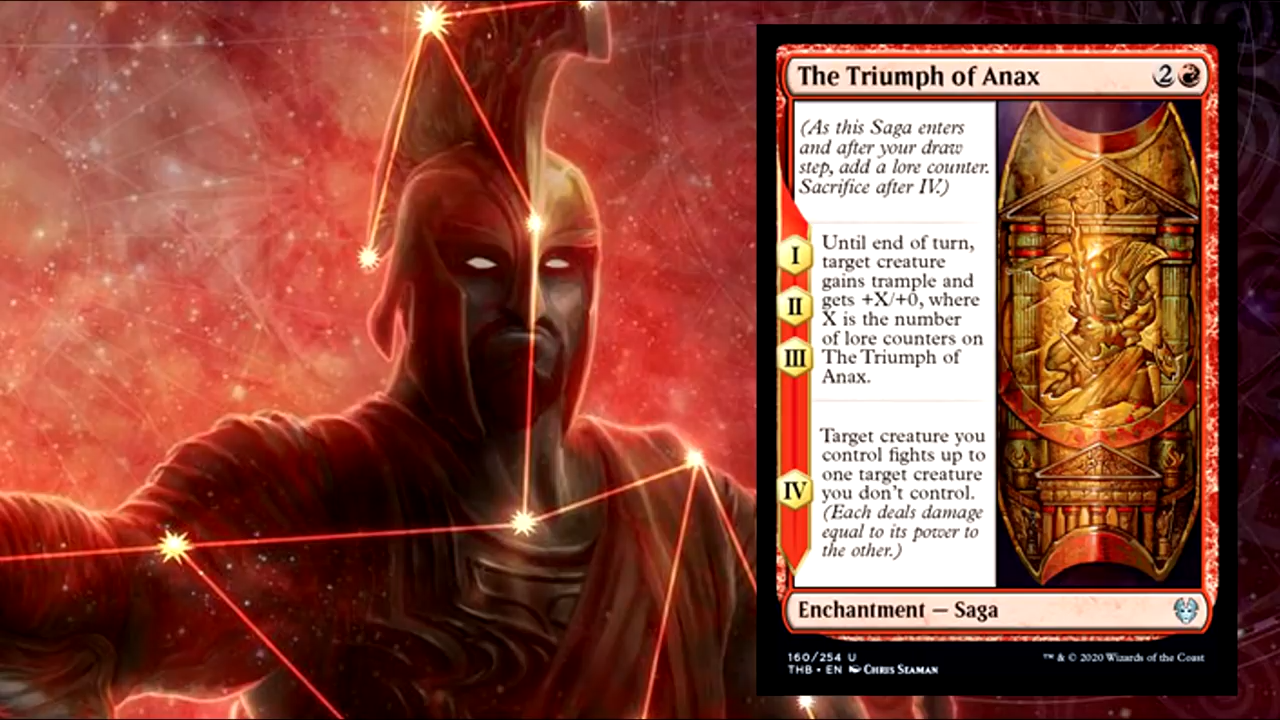 The Triumph of Anax 2
(As this Saga enters
and after your draw
step, add a lore counter.
Sacrifice after IV.)
I
II
III
Until end of turn,
target creature
gains trample and
gets +X/+0, where
X is the number
of lore counters on
The Triumph of
Anax.
IV
Target creature you
control fights up to
one target creature
you don't control.
(Each deals damage
equal to its power to
the other.)
Enchantment — Saga
160/254 U
THB • EN Chris Seaman
™ & © 2020 Wizards of the Coast